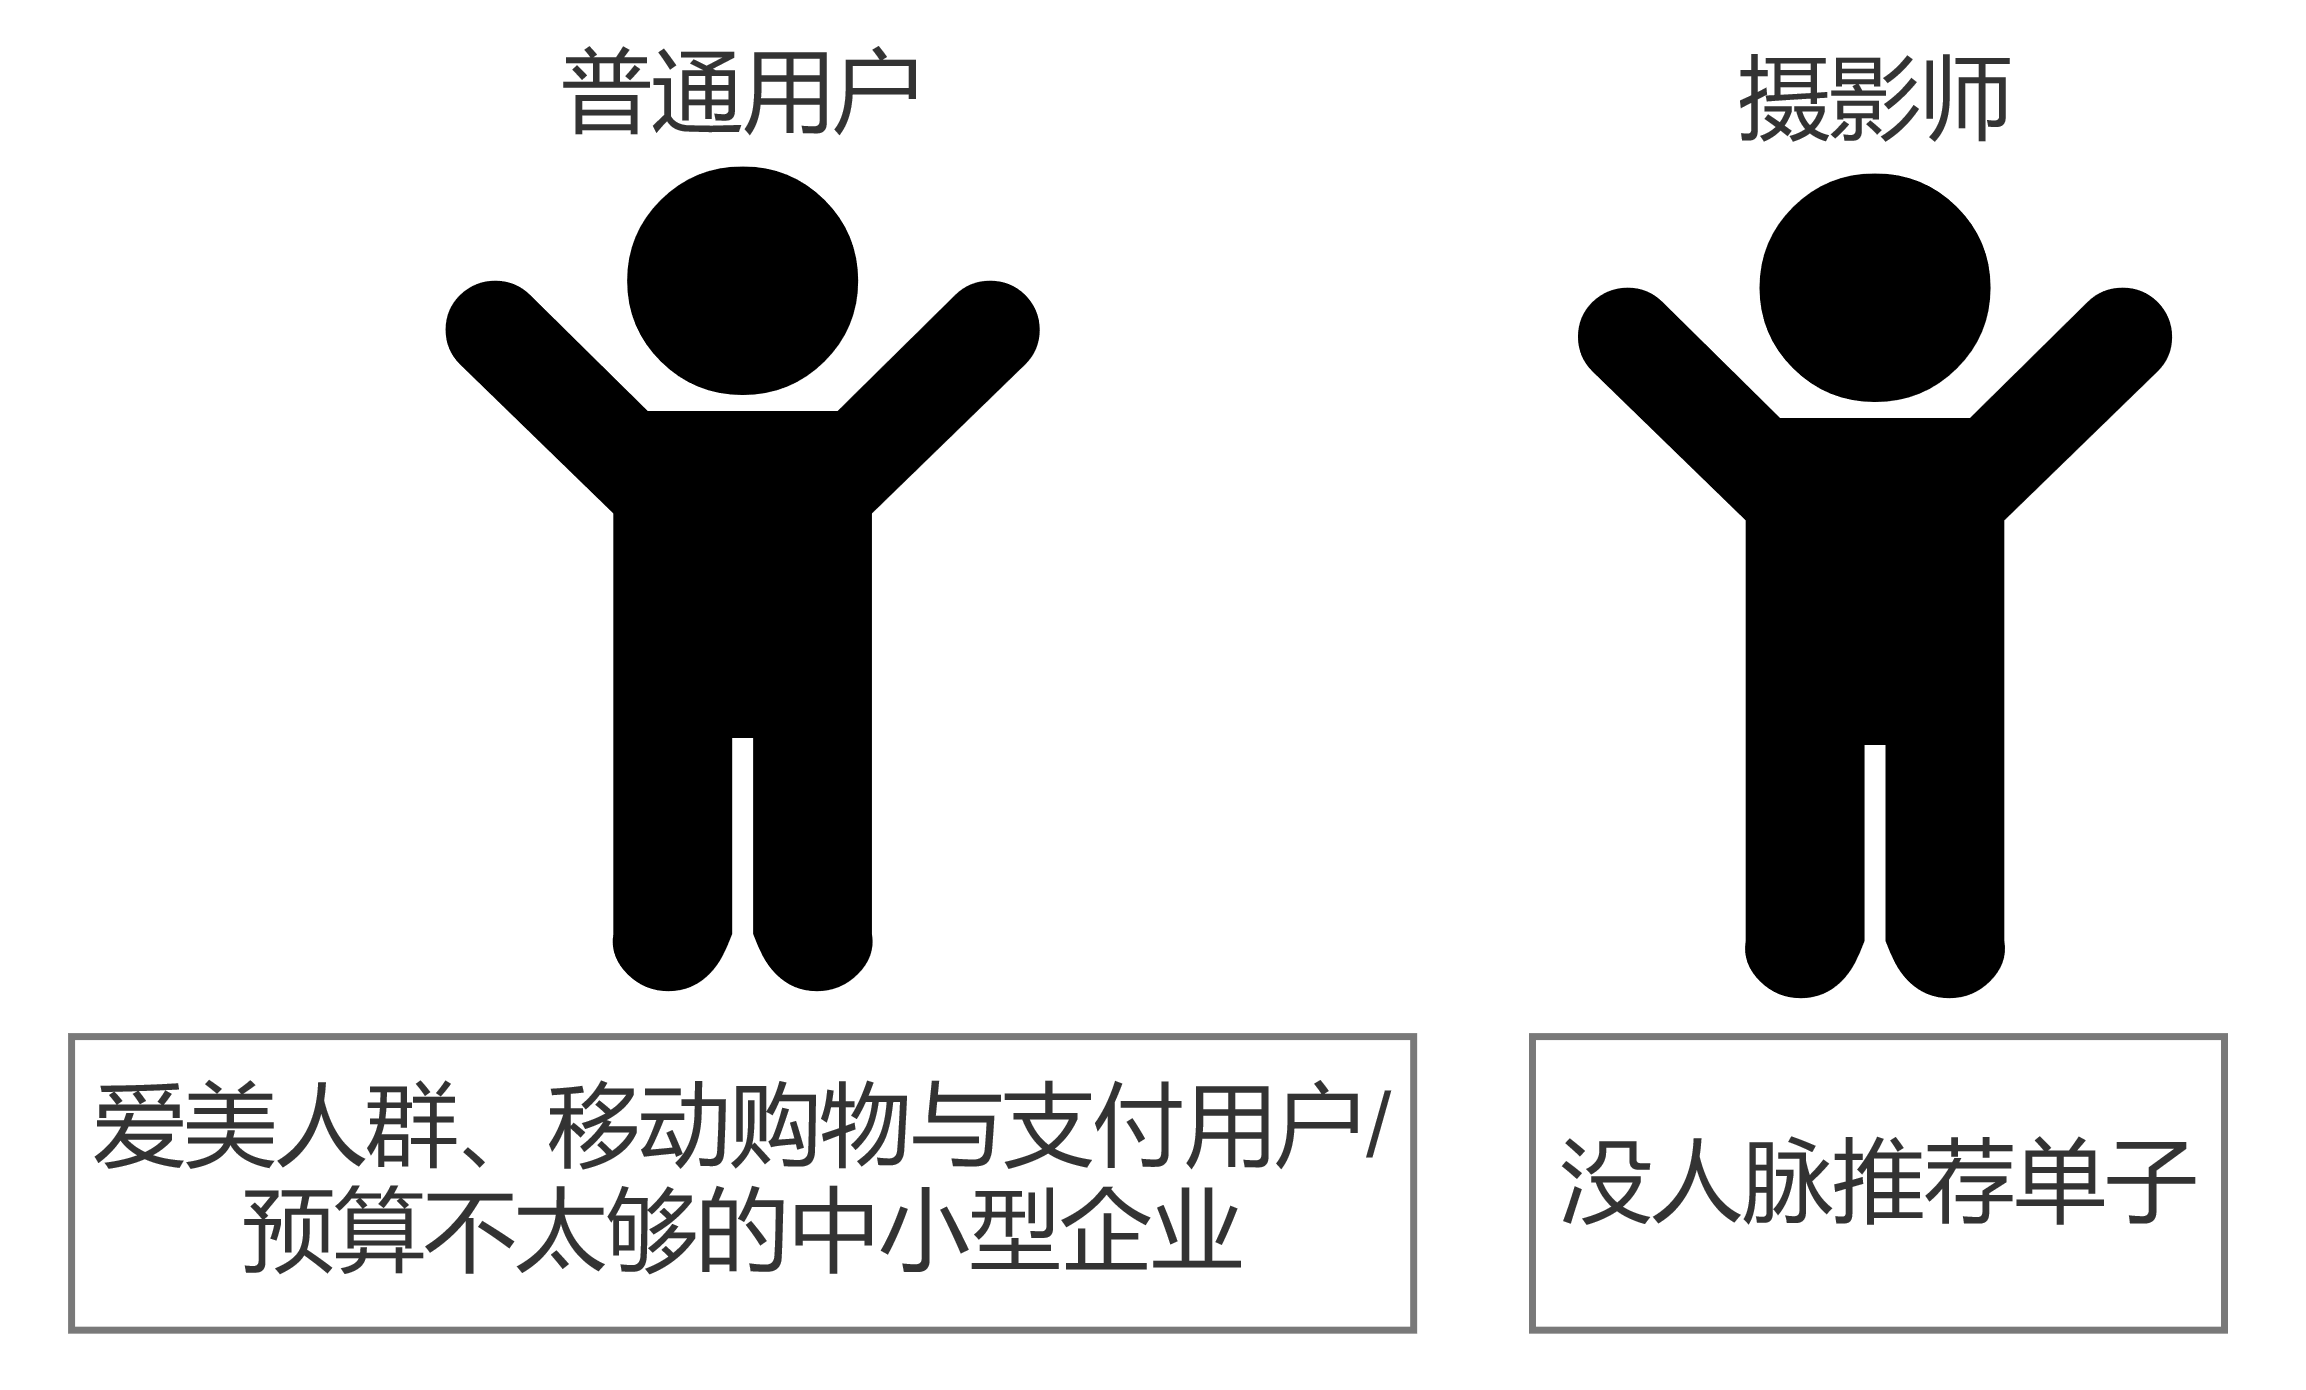 普通用户
摄影师
爱美人群、移动购物与支付用户/
预算不太够的中小型企业
没人脉推荐单子